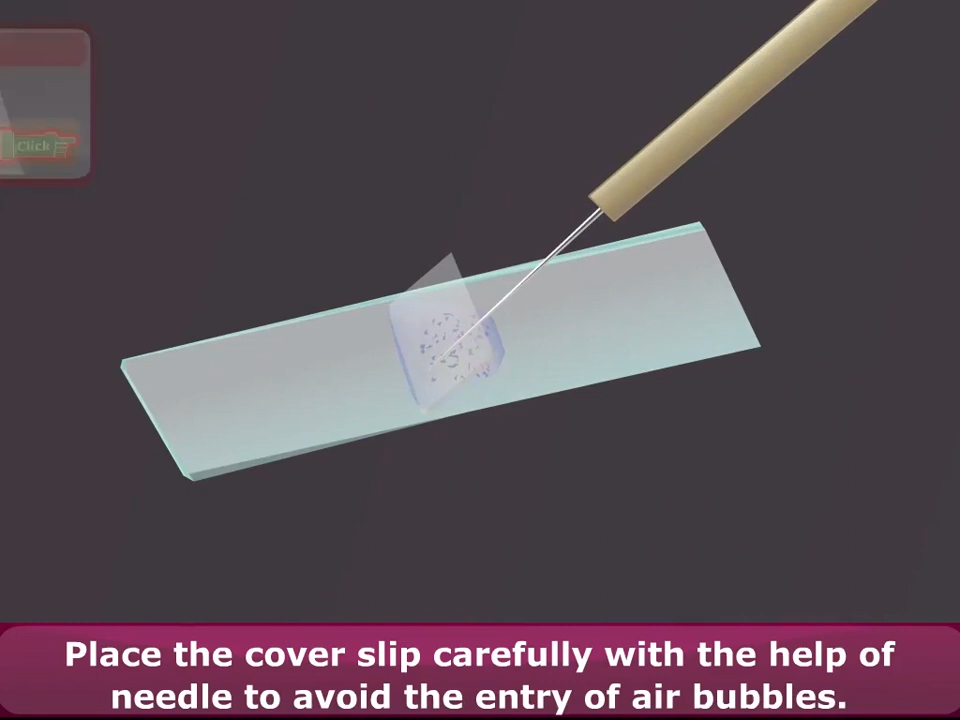 Click
Place the cover slip carefully with the help of
needle to avoid the entry of air bubbles.